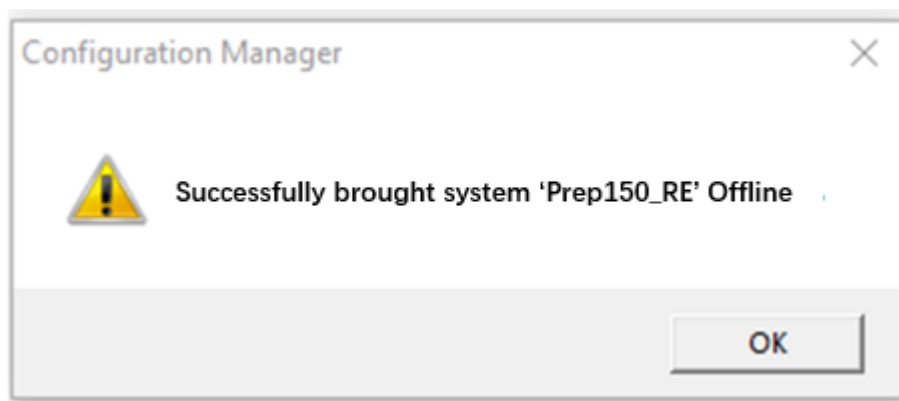 Configuration Manager
Successfully brought system ‘Prep150_RE’ Offline
OK